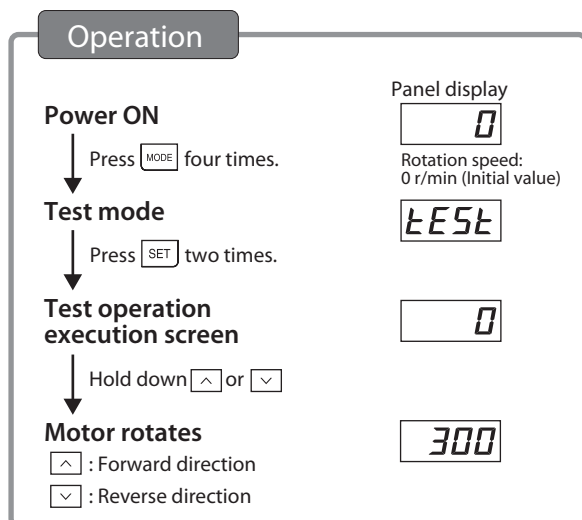 Operation
Panel display
Power ON
0
Press MODE four times.
Rotation speed:
0 r/min (Initial value)
Test mode
tESt
Press SET two times.
Test operation
execution screen
0
Hold down ^ or v
Motor rotates
300
^ : Forward direction
v : Reverse direction